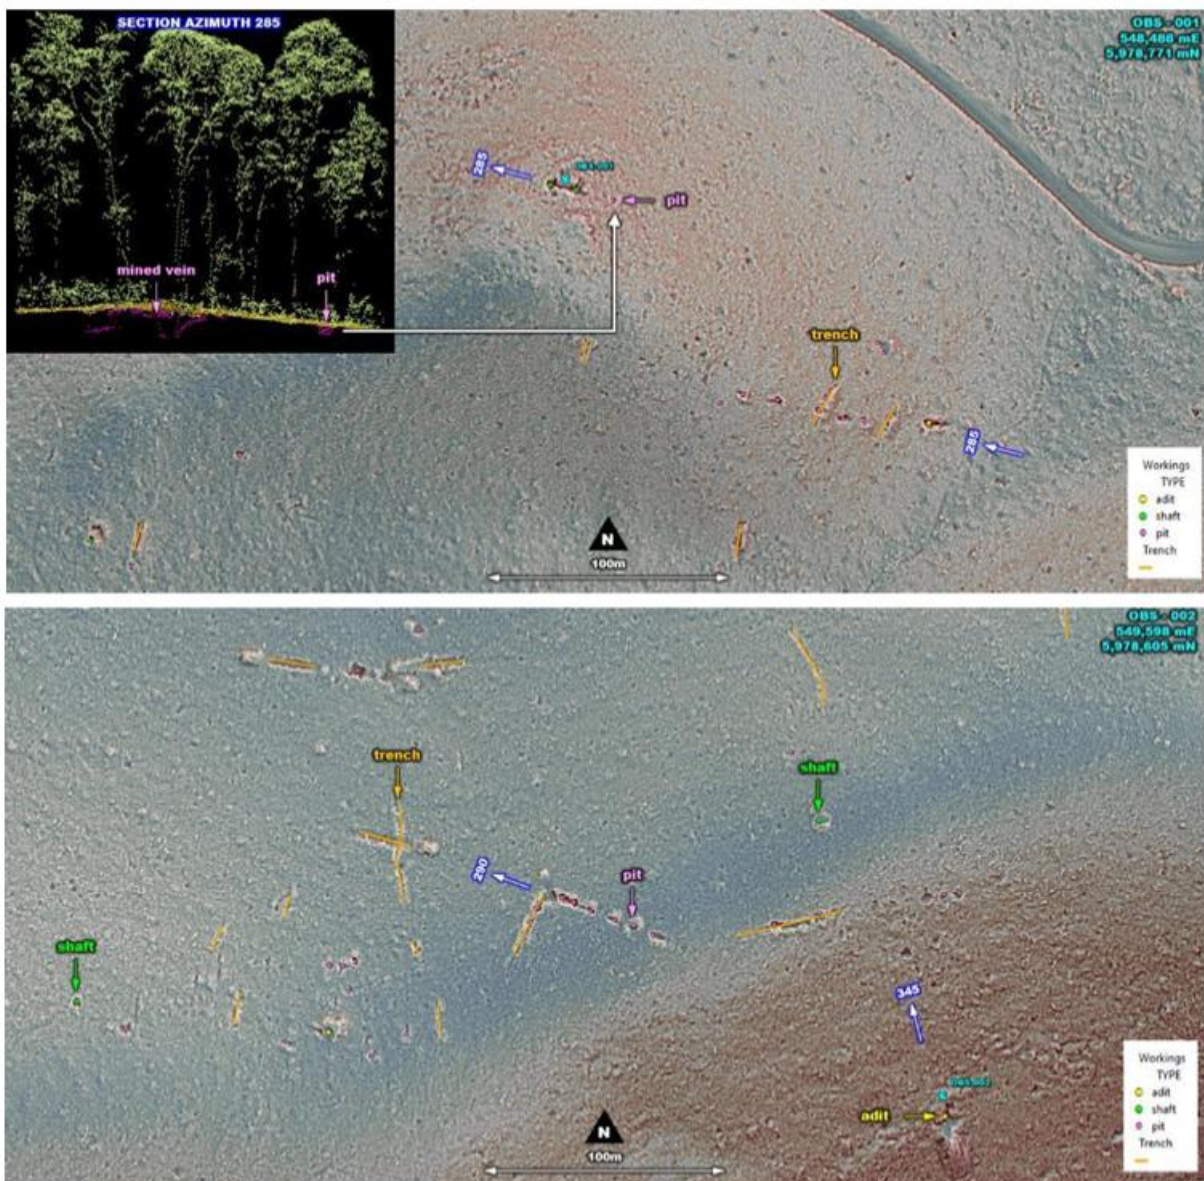 SECTION AZIMUTH 285
mined vein
pit
OBS - 001
548,488 mE
5,978,771 mN
285
pit
trench
285
N
100m
Workings
TYPE
adit
shaft
pit
Trench
OBS - 002
549,598 mE
5,978,605 mN
trench
shaft
290
pit
shaft
345
adit
N
100m
Workings
TYPE
adit
shaft
pit
Trench